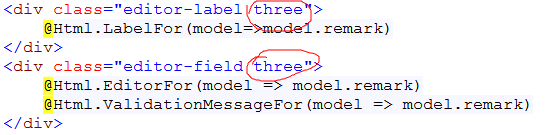 <div class="editor-label three">
@Html.LabelFor(model=>model.remark)
</div>
<div class="editor-field three">
@Html.EditorFor(model => model.remark)
@Html.ValidationMessageFor(model => model.remark)
</div>